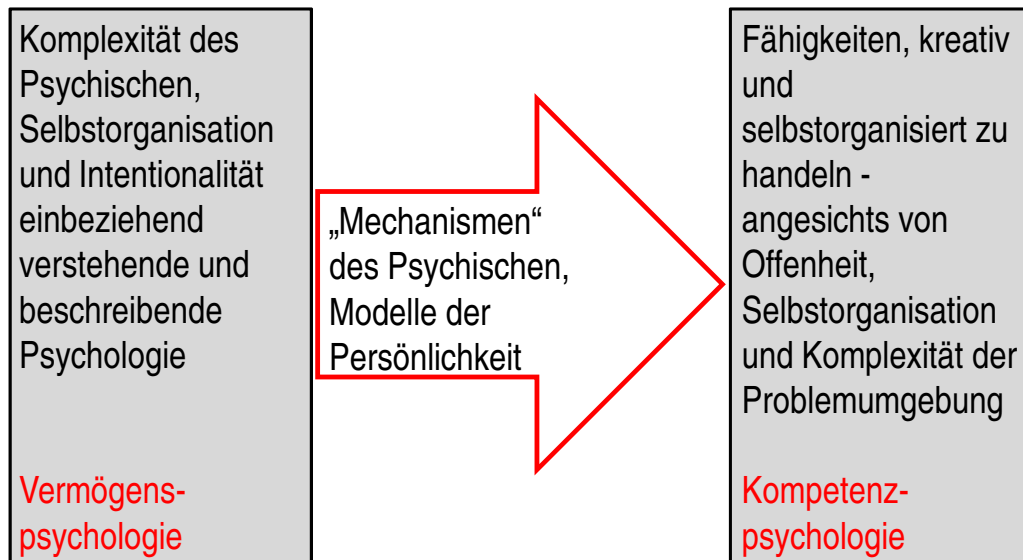 Komplexität des
Psychischen,
Selbstorganisation
und Intentionalität
einbeziehend
verstehende und
beschreibende
Psychologie
Vermögens-
psychologie
„Mechanismen“
des Psychischen,
Modelle der
Persönlichkeit
Fähigkeiten, kreativ
und
selbstorganisiert zu
handeln -
angesichts von
Offenheit,
Selbstorganisation
und Komplexität der
Problemumgebung
Kompetenz-
psychologie